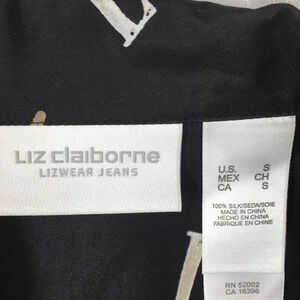 Liz claiborne
LIZWEAR JEANS
U.S. S
MEX CH
CA S
100% SILK/SEDA/SOIE
MADE IN CHINA
HECHO EN CHINA
FABRIQUE EN CHINE
RN 52002
CA 16396